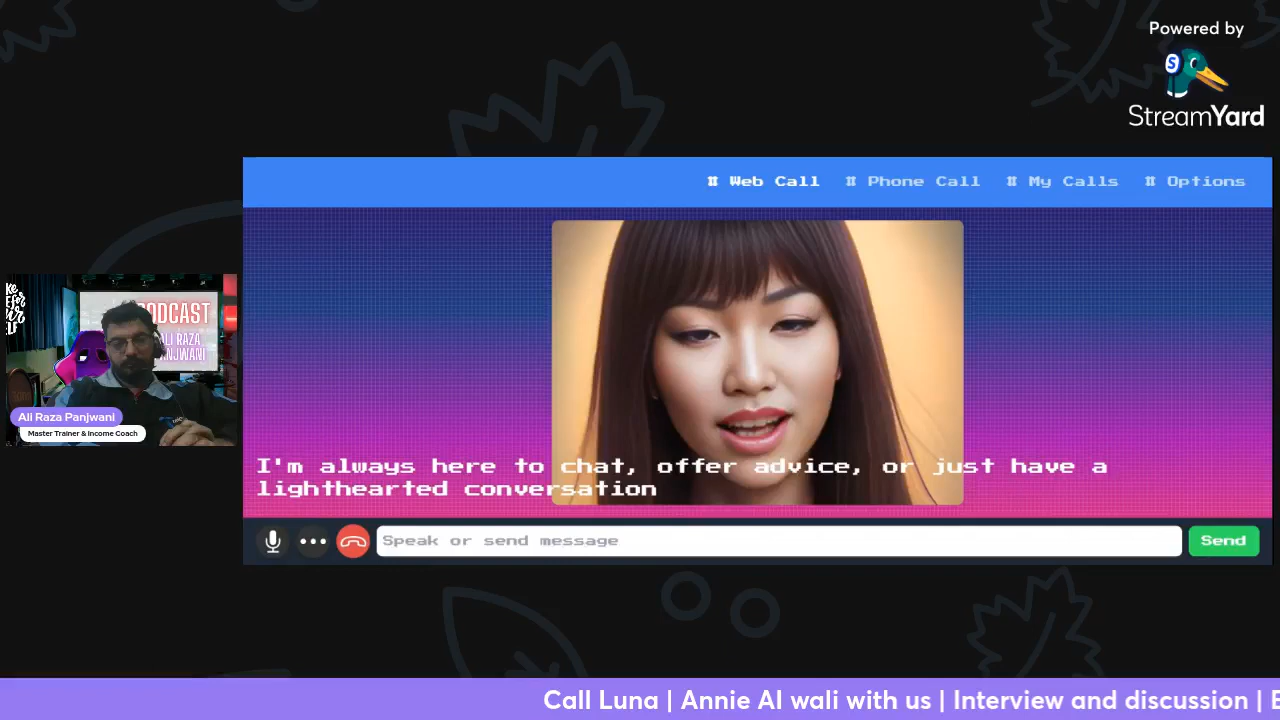 Powered by
StreamYard
# Web Call
# Phone Call
# My Calls
# Options
PODCAST
ALI RAZA
PANJWANI
Ali Raza Panjwani
Master Trainer & Income Coach
I'm always here to chat, offer advice, or just have a
lighthearted conversation
Speak or send message
Send
Call Luna | Annie AI wali with us | Interview and discussion |